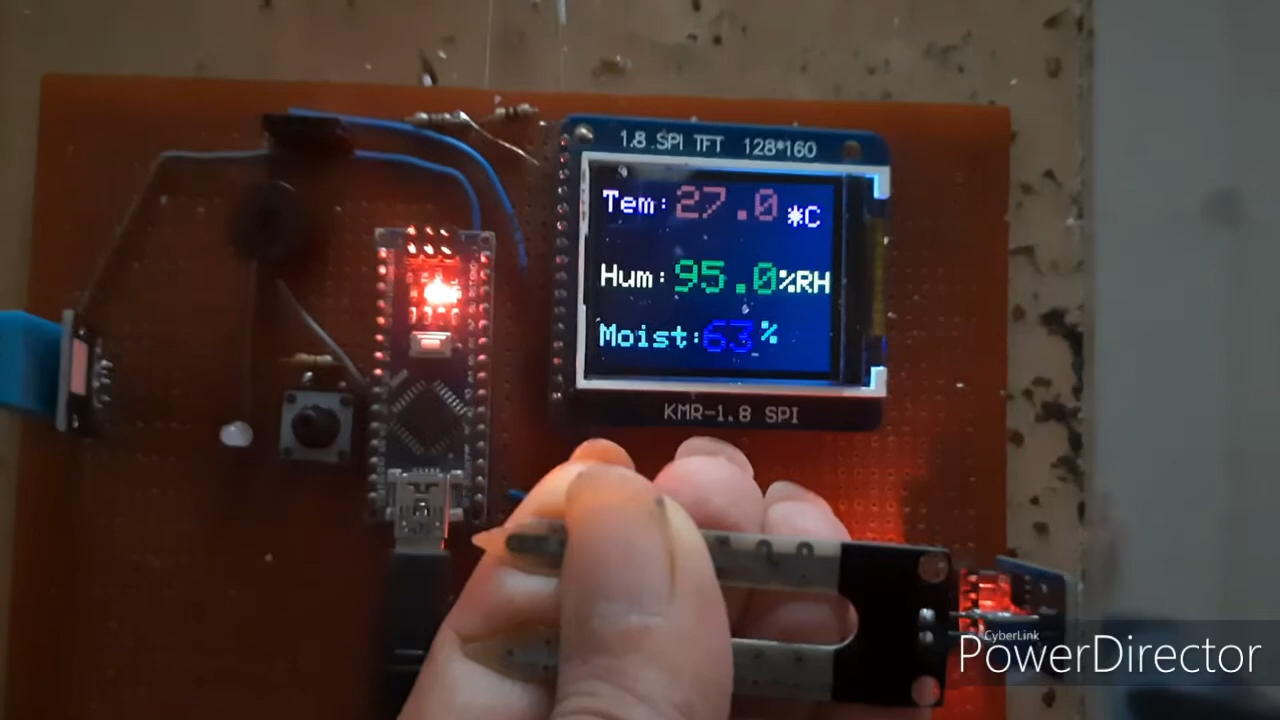 1.8 SPI TFT 128*160
Tem: 27.0 *C
Hum: 95.0%RH
Moist: 63 %
KMR-1.8 SPI
CyberLink
PowerDirector